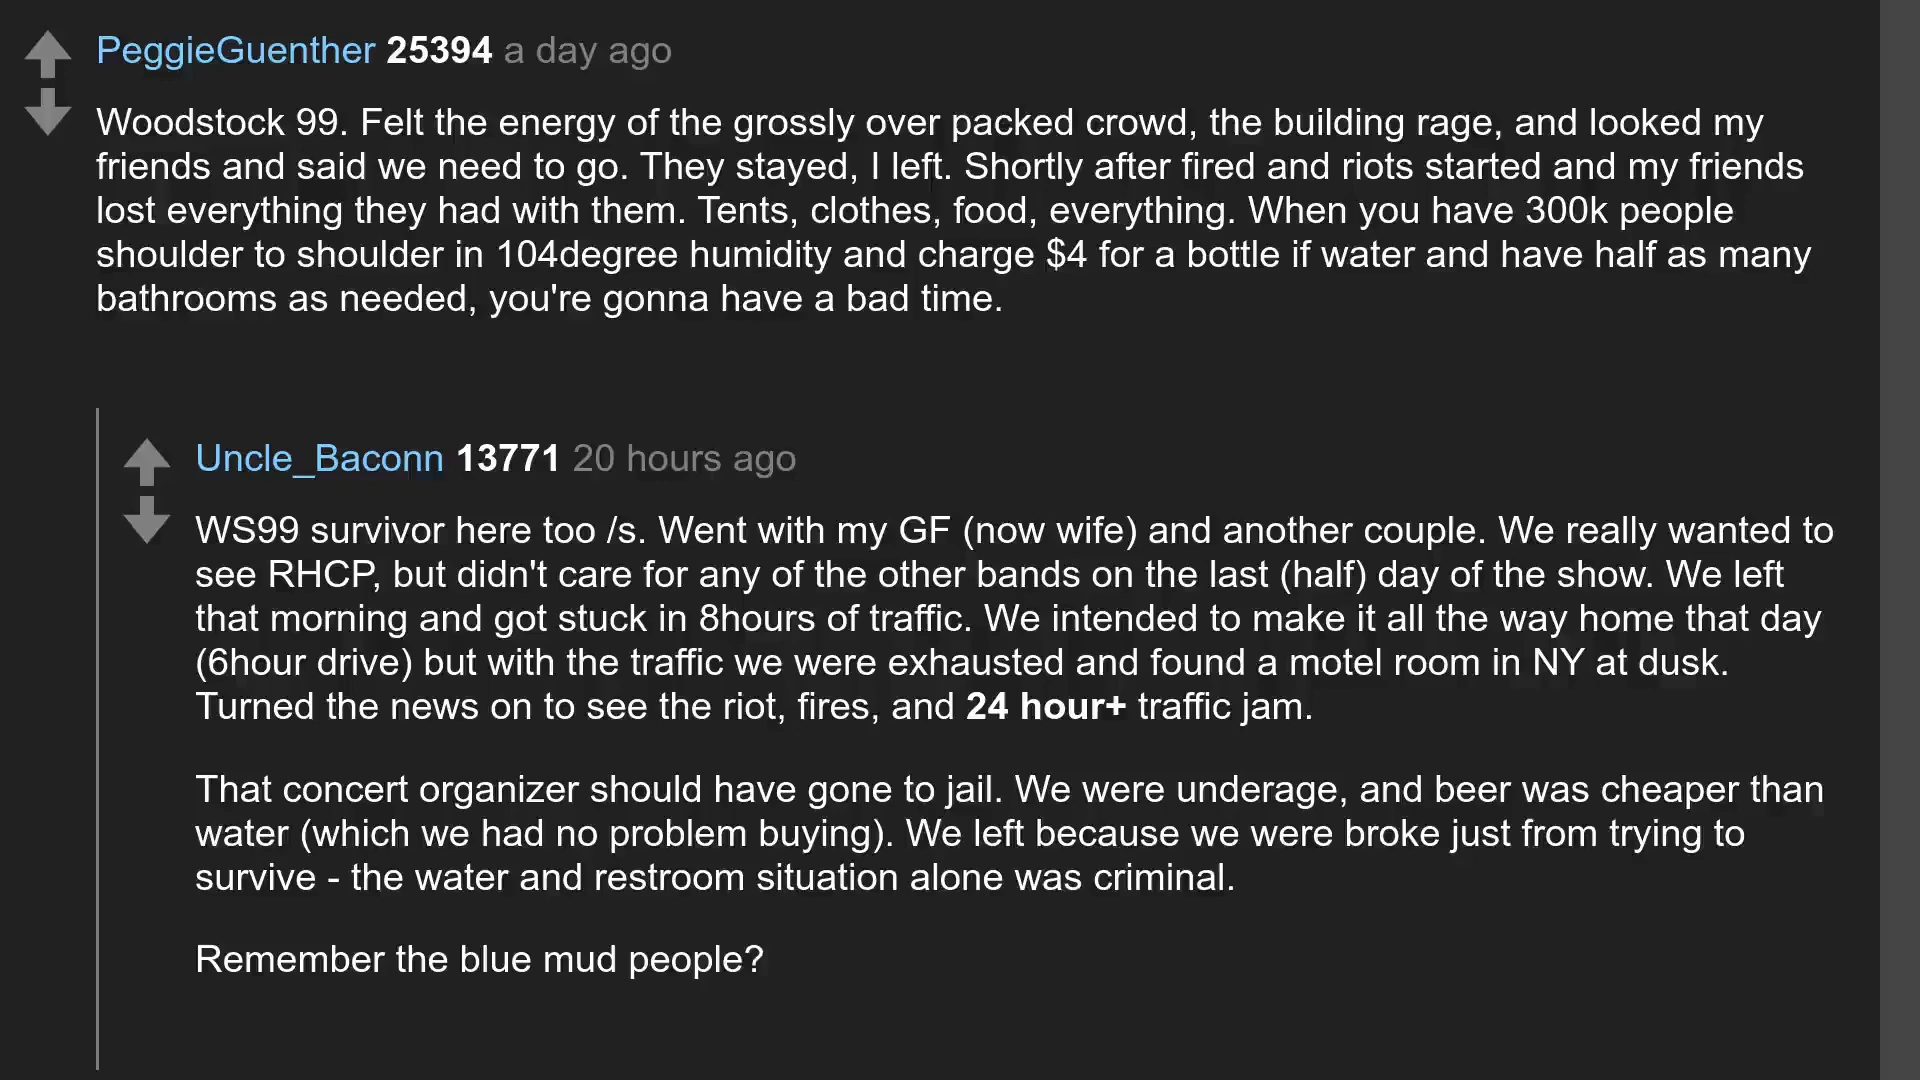 PeggieGuenther 25394 a day ago
Woodstock 99. Felt the energy of the grossly over packed crowd, the building rage, and looked my
friends and said we need to go. They stayed, I left. Shortly after fired and riots started and my friends
lost everything they had with them. Tents, clothes, food, everything. When you have 300k people
shoulder to shoulder in 104degree humidity and charge $4 for a bottle if water and have half as many
bathrooms as needed, you're gonna have a bad time.
Uncle_Baconn 13771 20 hours ago
WS99 survivor here too /s. Went with my GF (now wife) and another couple. We really wanted to
see RHCP, but didn't care for any of the other bands on the last (half) day of the show. We left
that morning and got stuck in 8hours of traffic. We intended to make it all the way home that day
(6hour drive) but with the traffic we were exhausted and found a motel room in NY at dusk.
Turned the news on to see the riot, fires, and 24 hour+ traffic jam.
That concert organizer should have gone to jail. We were underage, and beer was cheaper than
water (which we had no problem buying). We left because we were broke just from trying to
survive - the water and restroom situation alone was criminal.
Remember the blue mud people?